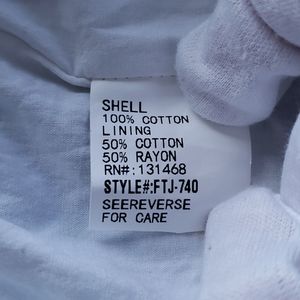 SHELL
100% COTTON
LINING
50% COTTON
50% RAYON
RN#:131468
STYLE#:FTJ-740
SEEREVERSE
FOR CARE